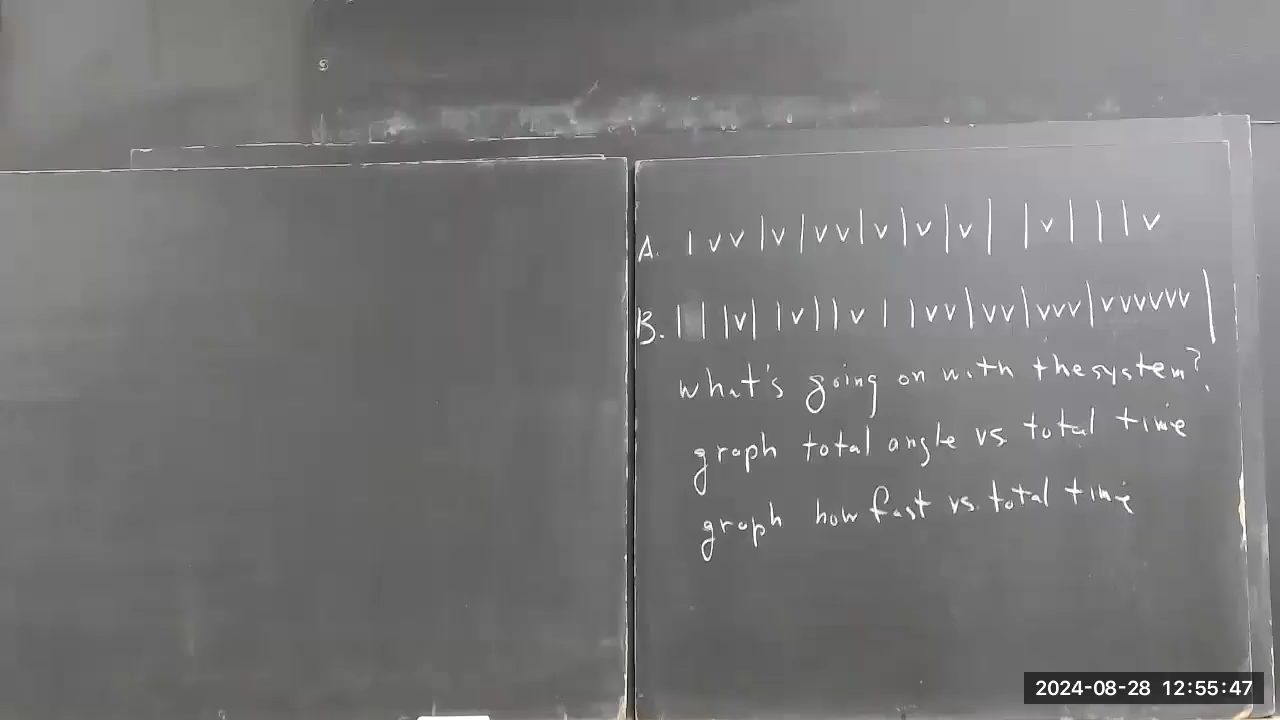 A. | v v | v | v v | v | v | v | | v | | | v
B. | | | v | | v | | v | | v v | v v | v v v | v v v v v v |
what's going on with the system?
graph total angle vs total time
graph how fast vs. total time
2024-08-28 12:55:47